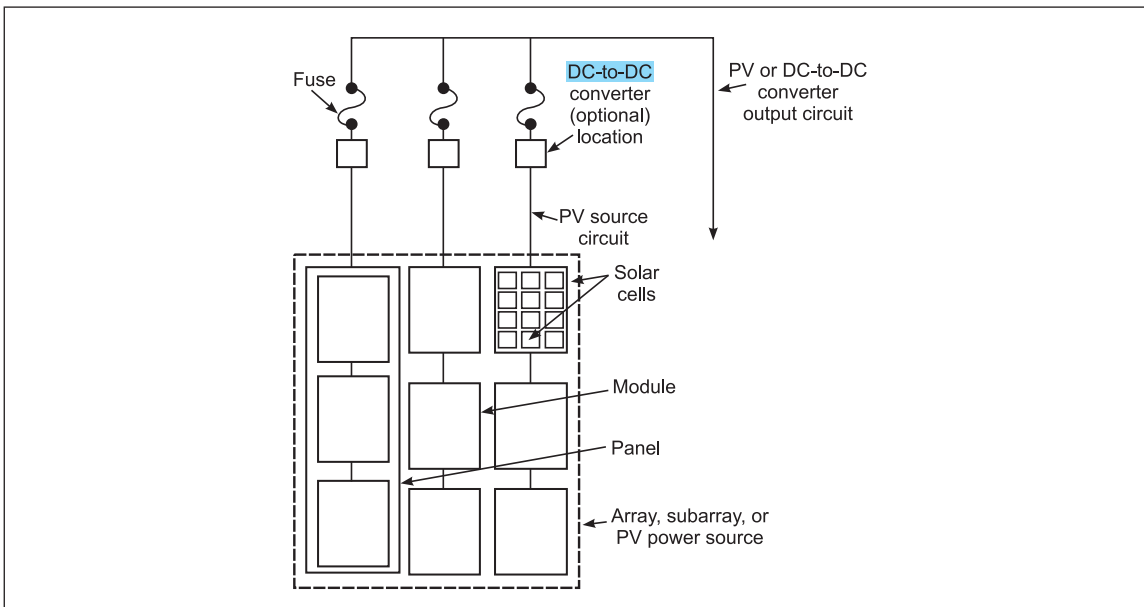 Fuse
DC-to-DC
converter
(optional)
location
PV or DC-to-DC
converter
output circuit
PV source
circuit
Solar
cells
Module
Panel
Array, subarray, or
PV power source